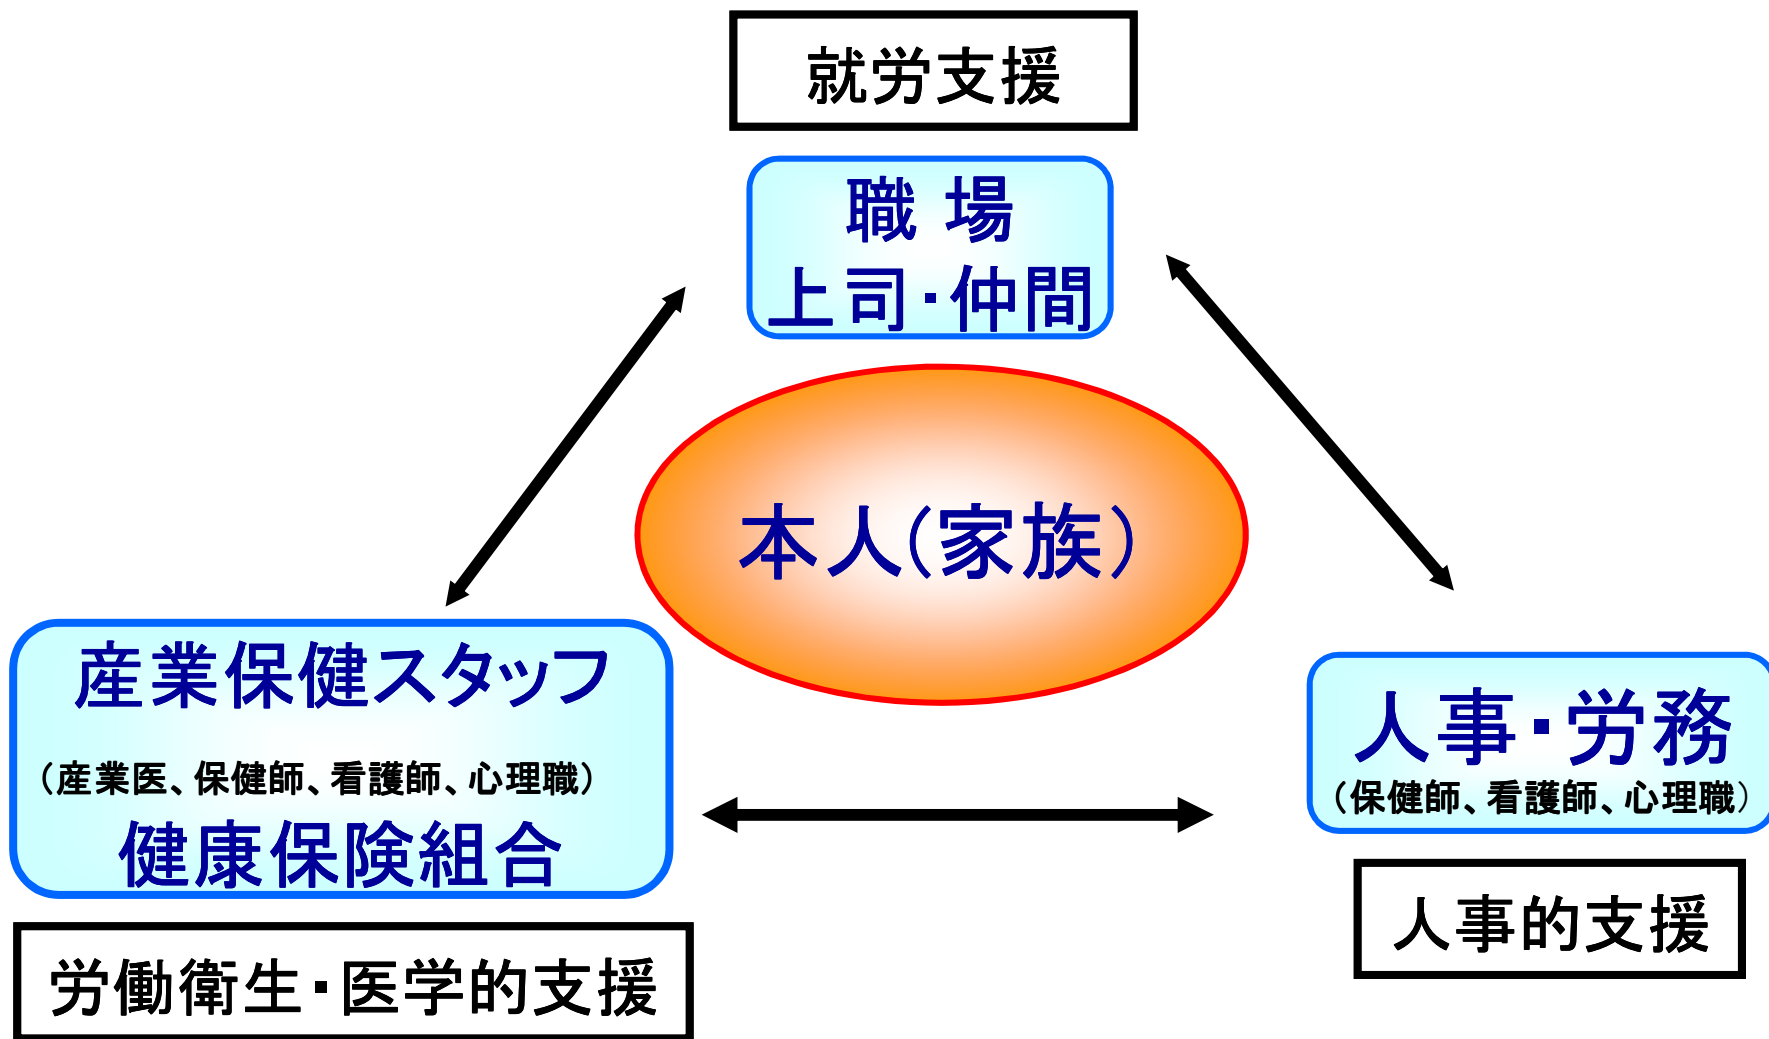 就労支援
職 場
上司・仲間
本人(家族)
産業保健スタッフ
（産業医、保健師、看護師、心理職）
健康保険組合
労働衛生・医学的支援
人事・労務
（保健師、看護師、心理職）
人事的支援